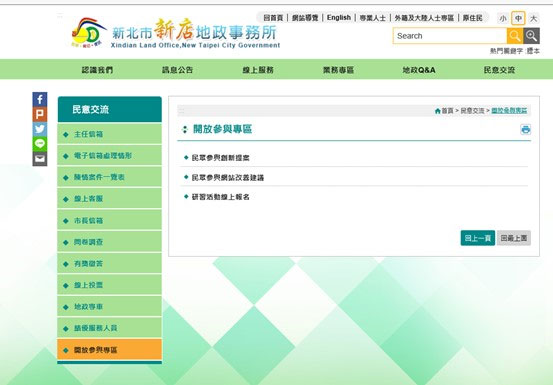 回首頁 | 網站導覽 | English | 專業人士 | 外籍及大陸人士專區 | 原住民
小 中 大
新北市新店地政事務所
Xindian Land Office,New Taipei City Government
Search
熱門關鍵字:謄本
認識我們 訊息公告 線上服務 業務專區 地政Q&A 民意交流
民意交流
主任信箱
電子信箱處理情形
陳情案件一覽表
線上客服
市長信箱
問卷調查
有獎徵答
線上投票
地政專車
績優服務人員
開放參與專區
首頁 > 民意交流 > 開放參與專區
開放參與專區
民眾參與創新提案
民眾參與網站改善建議
研習活動線上報名
回上一頁 回最上面